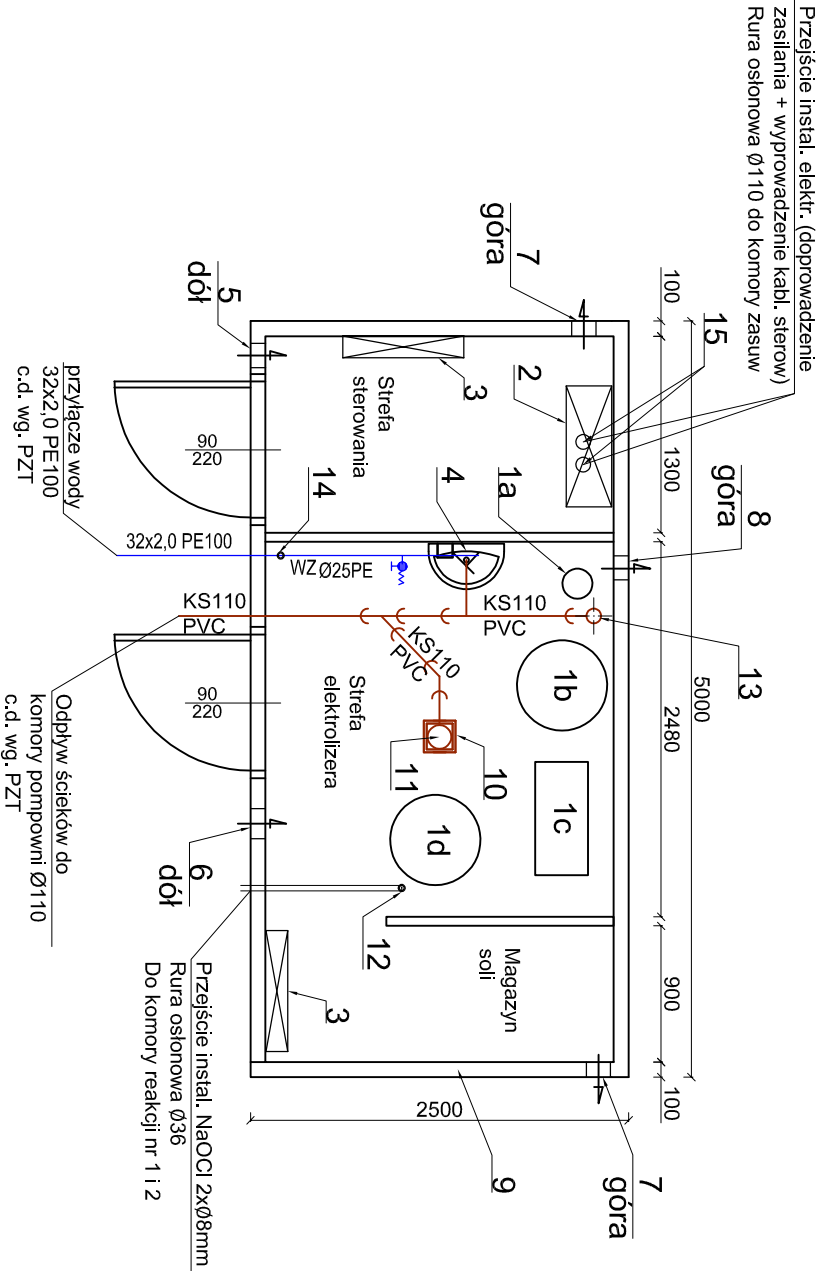 Przejście instal. elektr. (doprowadzenie
zasilania + wyprowadzenie kabl. sterow)
Rura osłonowa Ø110 do komory zasuw
15
7
góra
8
góra
13
7
góra
9
5000
100
1300
2480
900
100
2500
2
3
1a
4
14
1b
1c
1d
10
11
12
3
Strefa
sterowania
Strefa
elektrolizera
Magazyn
soli
90
220
90
220
32x2,0 PE100
WZ Ø25PE
KS110
PVC
KS110
PVC
KS110
PVC
5
dół
6
dół
przyłącze wody
32x2,0 PE100
c.d. wg. PZT
Odpływ ścieków do
komory pompowni Ø110
c.d. wg. PZT
Przejście instal. NaOCl 2xØ8mm
Rura osłonowa Ø36
Do komory reakcji nr 1 i 2